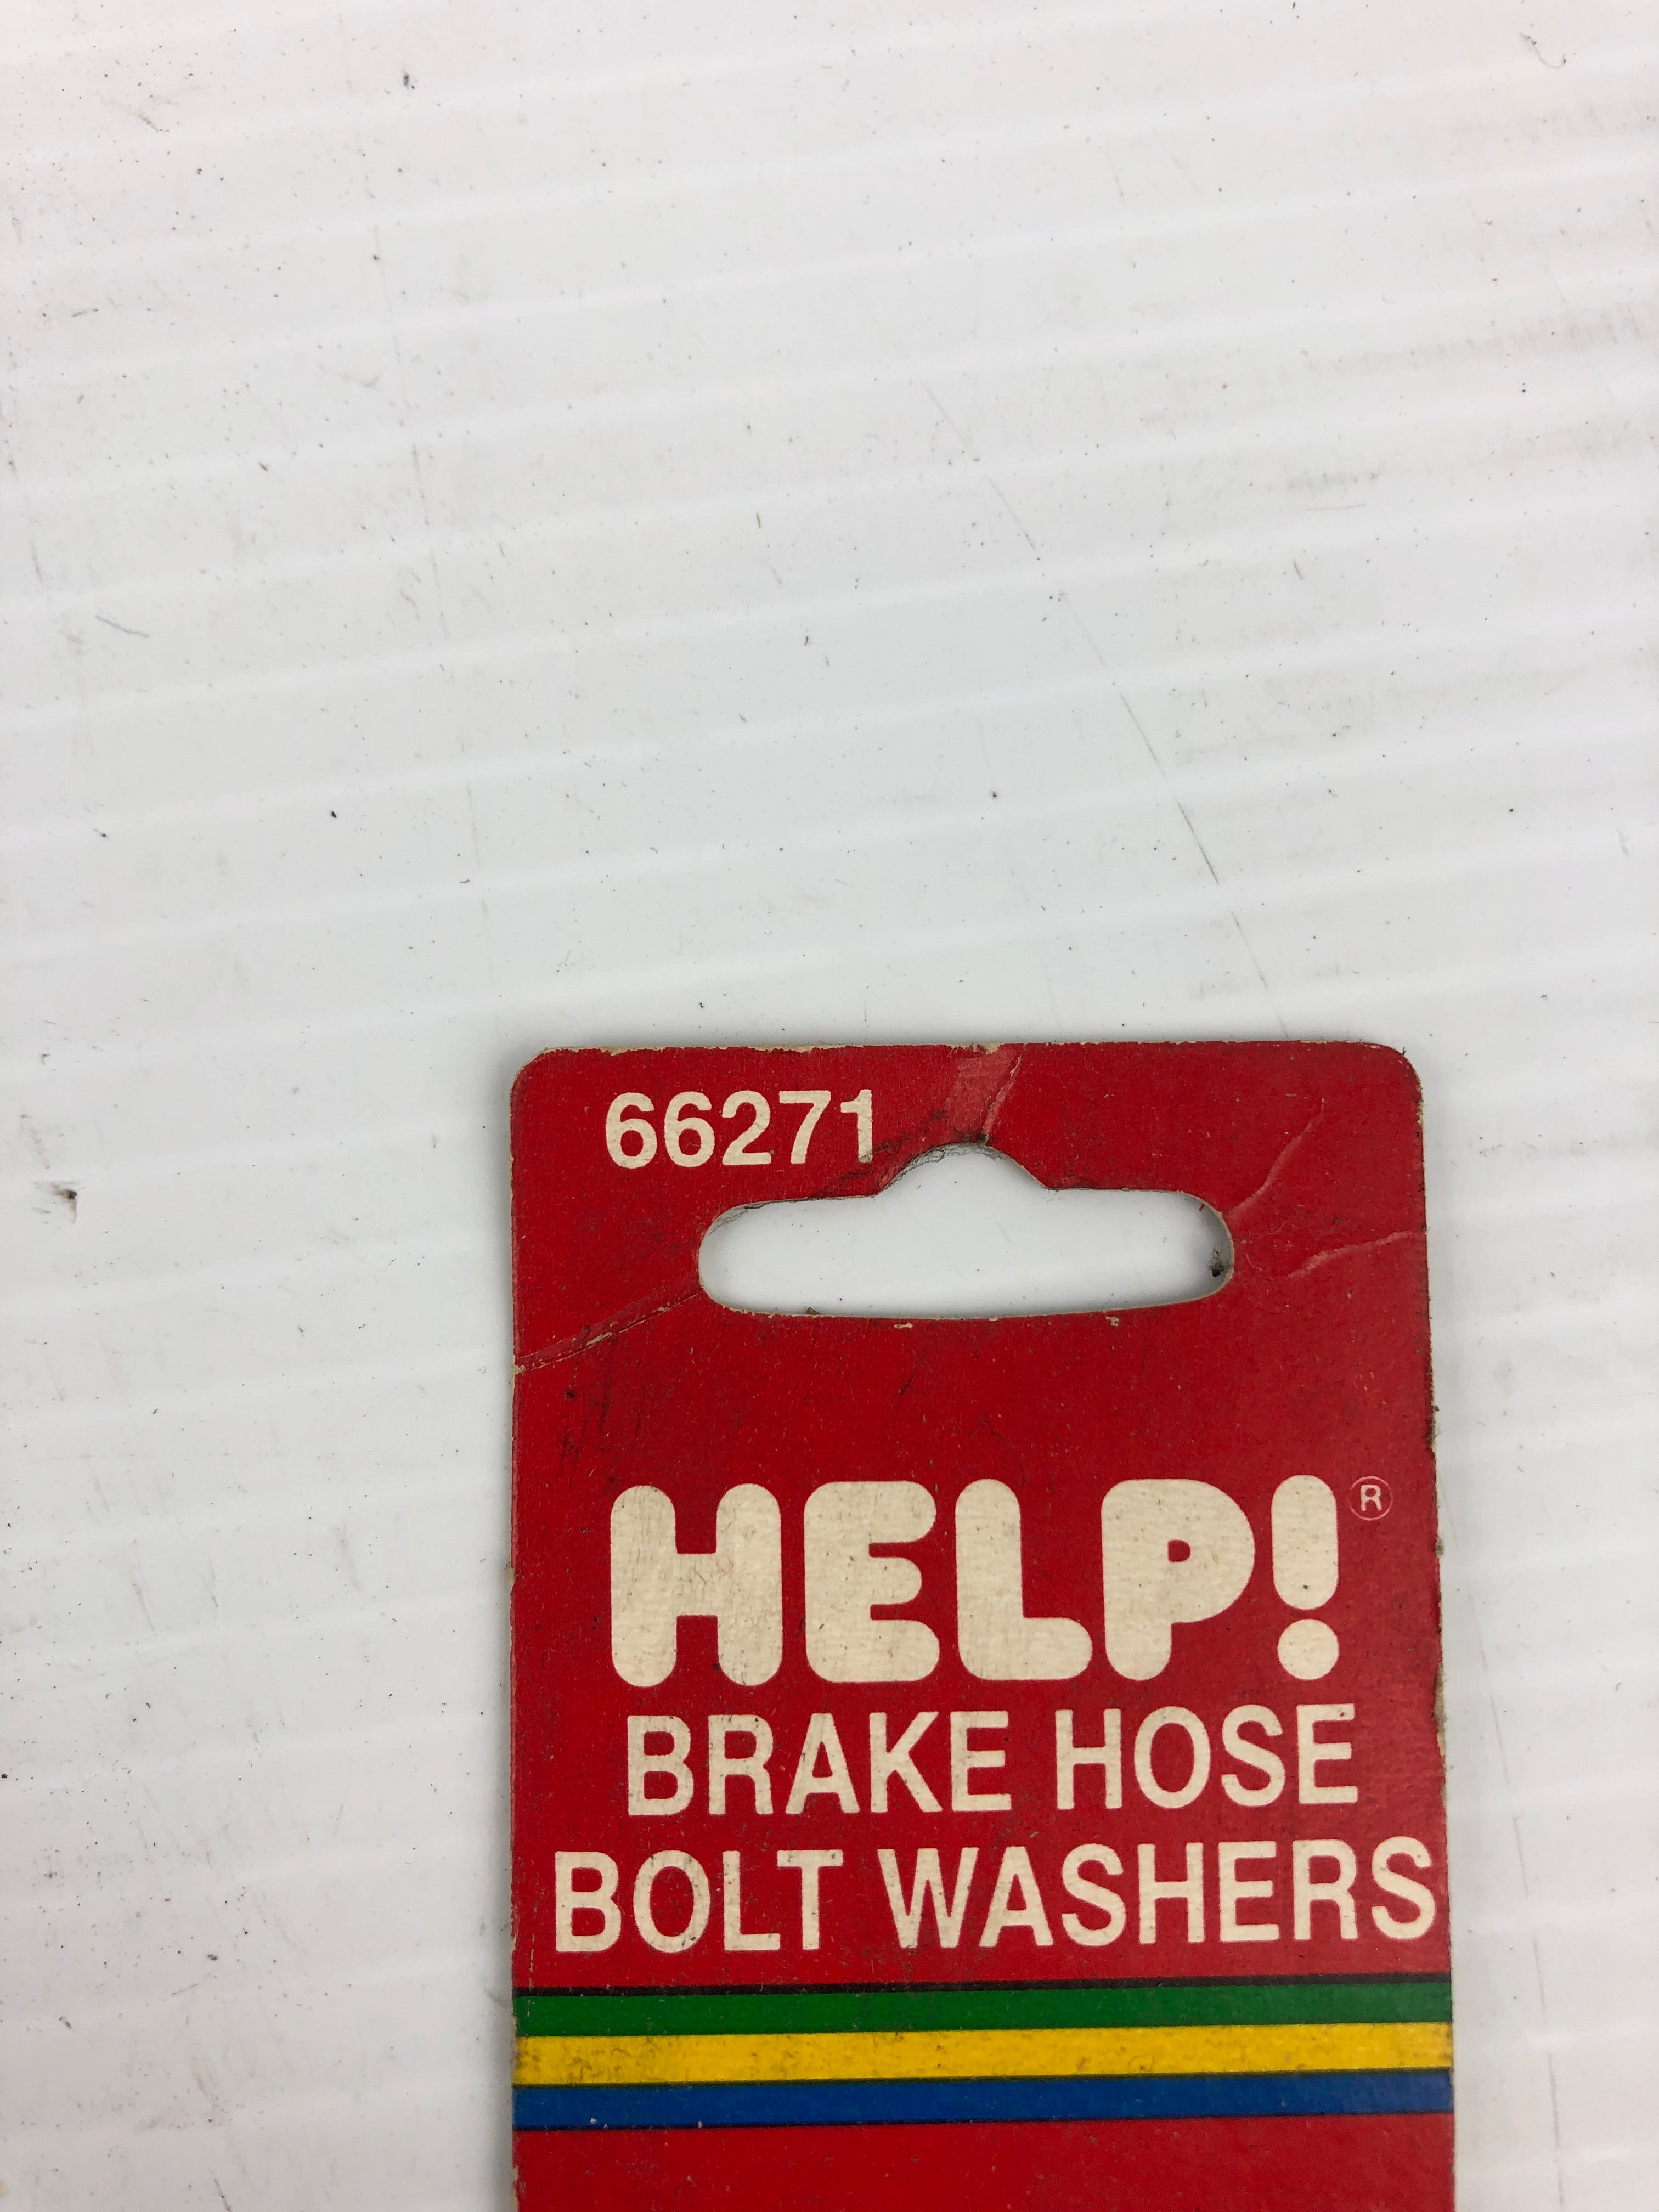 66271
HELP!®
BRAKE HOSE
BOLT WASHERS